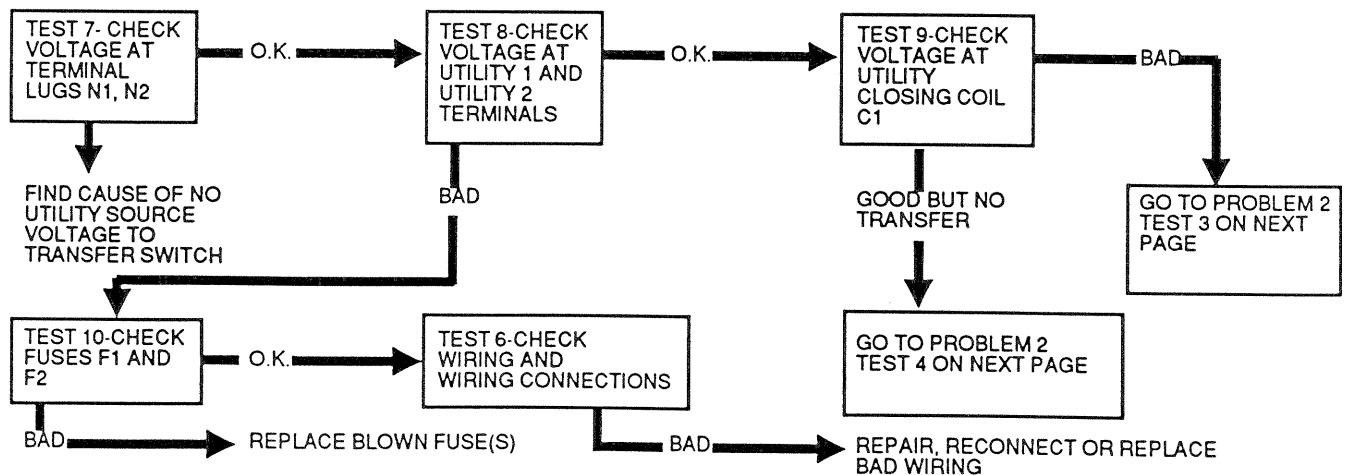 TEST 7- CHECK
VOLTAGE AT
TERMINAL
LUGS N1, N2
O.K.
TEST 8-CHECK
VOLTAGE AT
UTILITY 1 AND
UTILITY 2
TERMINALS
O.K.
TEST 9-CHECK
VOLTAGE AT
UTILITY
CLOSING COIL
C1
BAD
FIND CAUSE OF NO
UTILITY SOURCE
VOLTAGE TO
TRANSFER SWITCH
BAD
GOOD BUT NO
TRANSFER
GO TO PROBLEM 2
TEST 3 ON NEXT
PAGE
TEST 10-CHECK
FUSES F1 AND
F2
O.K.
TEST 6-CHECK
WIRING AND
WIRING CONNECTIONS
GO TO PROBLEM 2
TEST 4 ON NEXT PAGE
BAD
REPLACE BLOWN FUSE(S)
BAD
REPAIR, RECONNECT OR REPLACE
BAD WIRING